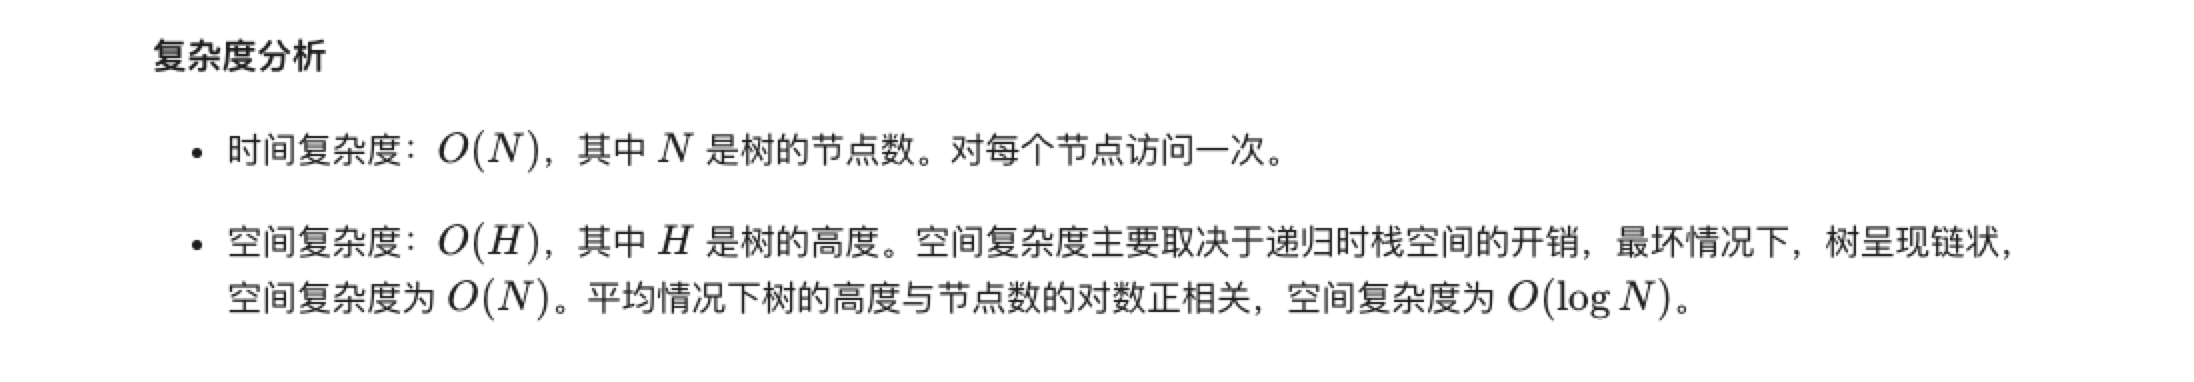 复杂度分析
• 时间复杂度：O(N)，其中 N 是树的节点数。对每个节点访问一次。
• 空间复杂度：O(H)，其中 H 是树的高度。空间复杂度主要取决于递归时栈空间的开销，最坏情况下，树呈现链状，
空间复杂度为 O(N)。平均情况下树的高度与节点数的对数正相关，空间复杂度为 O(log N)。